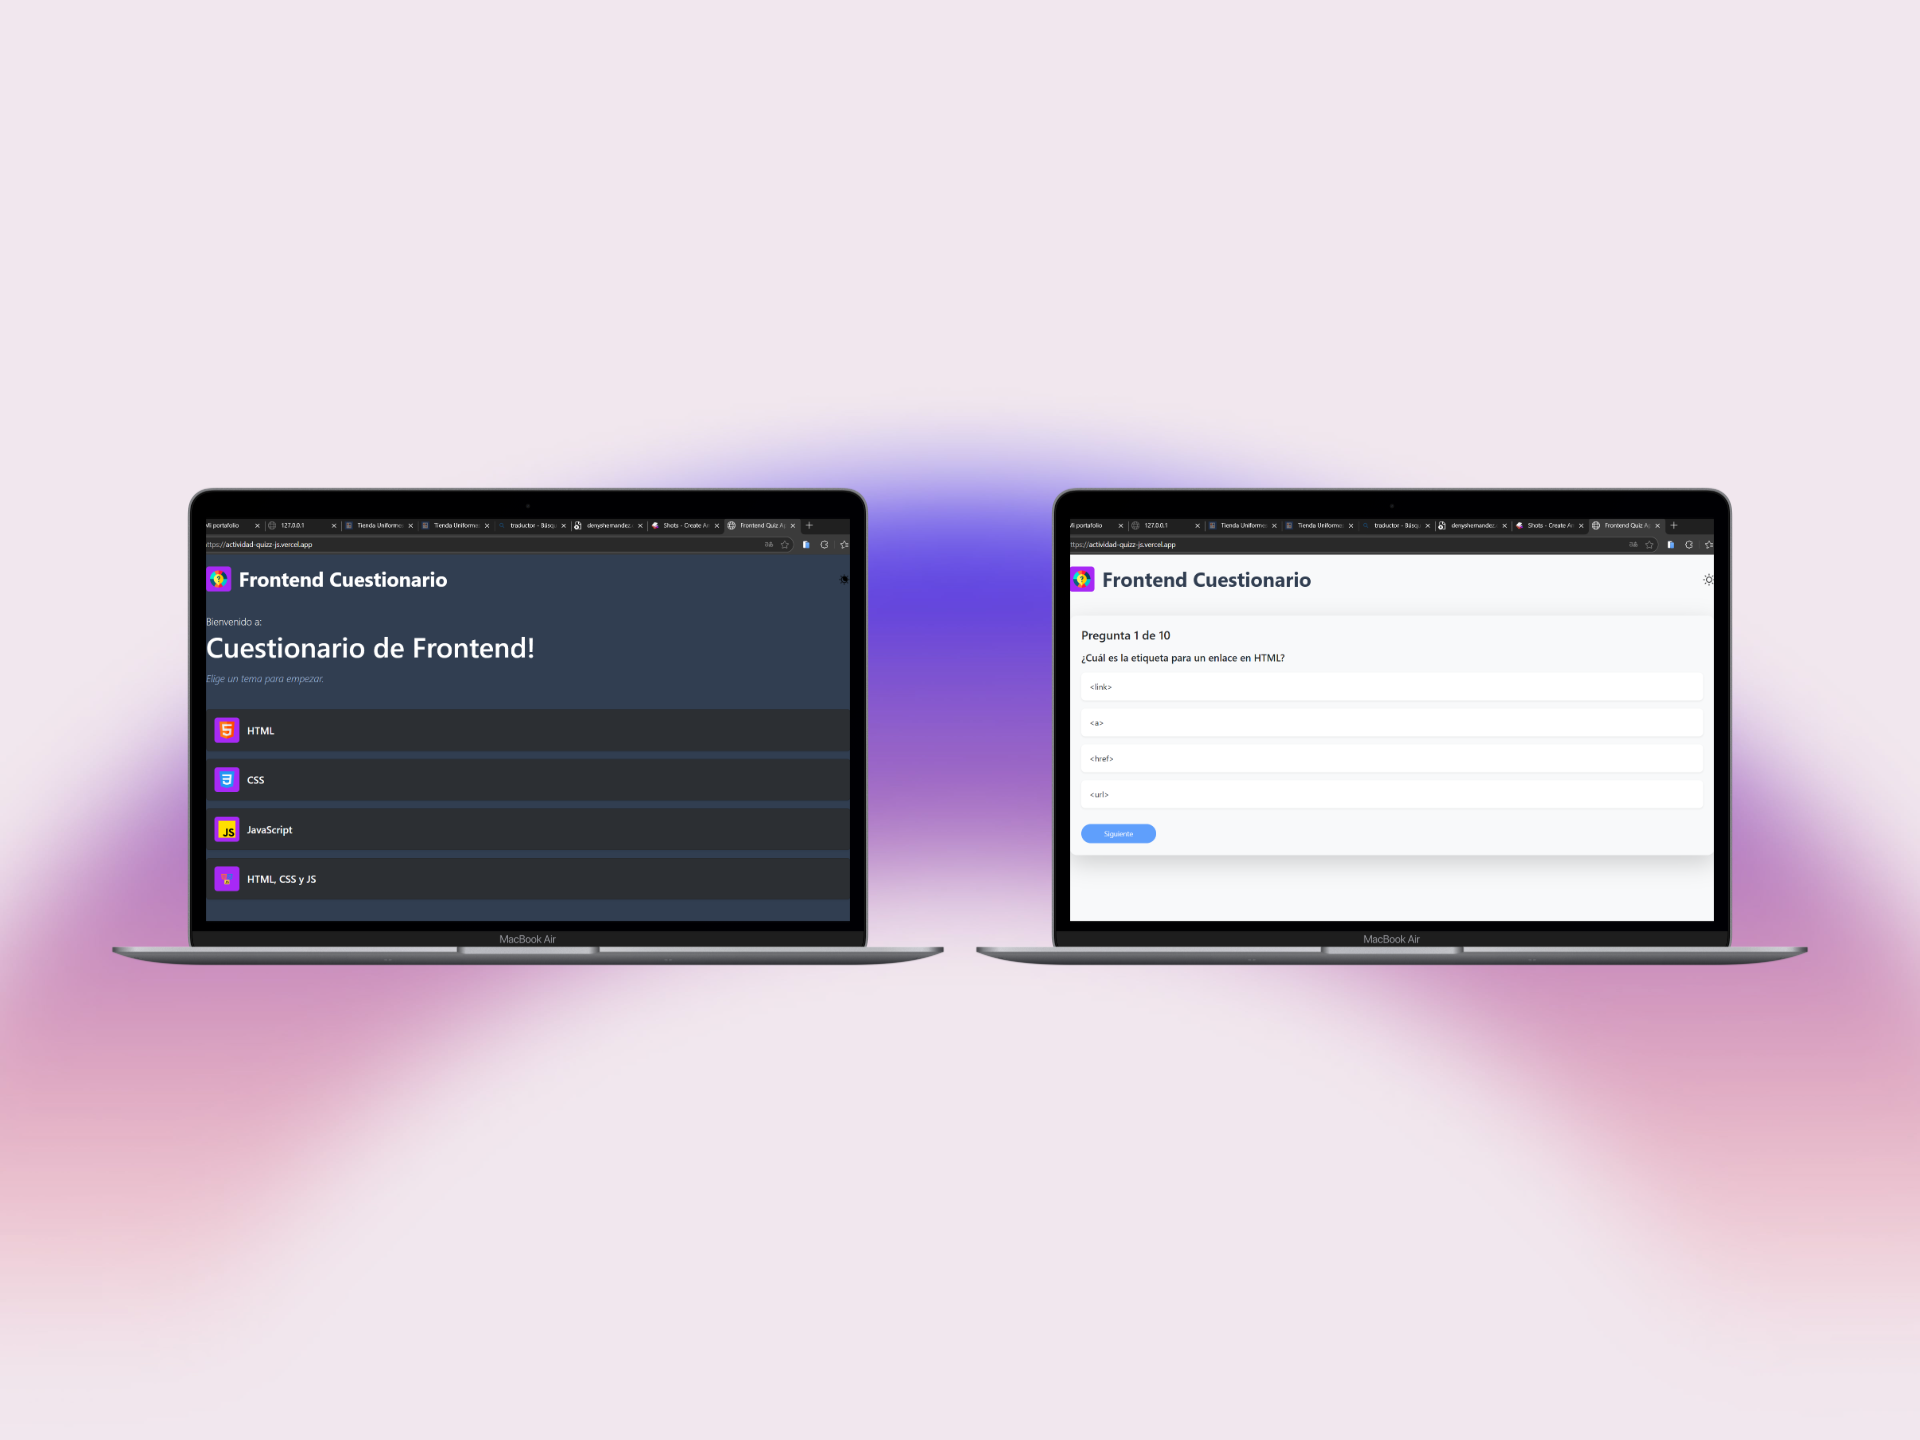 Mi portafolio
127.0.0.1
Tienda Uniforme
Tienda Uniforme
traductor - Búsq
denyshernandez.
Shots - Create A
Frontend Quiz A
https://actividad-quizz-js.vercel.app
Frontend Cuestionario
Bienvenido a:
Cuestionario de Frontend!
Elige un tema para empezar.
HTML
CSS
JS JavaScript
HTML, CSS y JS
MacBook Air
Mi portafolio
127.0.0.1
Tienda Uniforme
Tienda Uniforme
traductor - Búsq
denyshernandez.
Shots - Create A
Frontend Quiz A
https://actividad-quizz-js.vercel.app
Frontend Cuestionario
Pregunta 1 de 10
¿Cuál es la etiqueta para un enlace en HTML?
<link>
<a>
<href>
<url>
Siguiente
MacBook Air